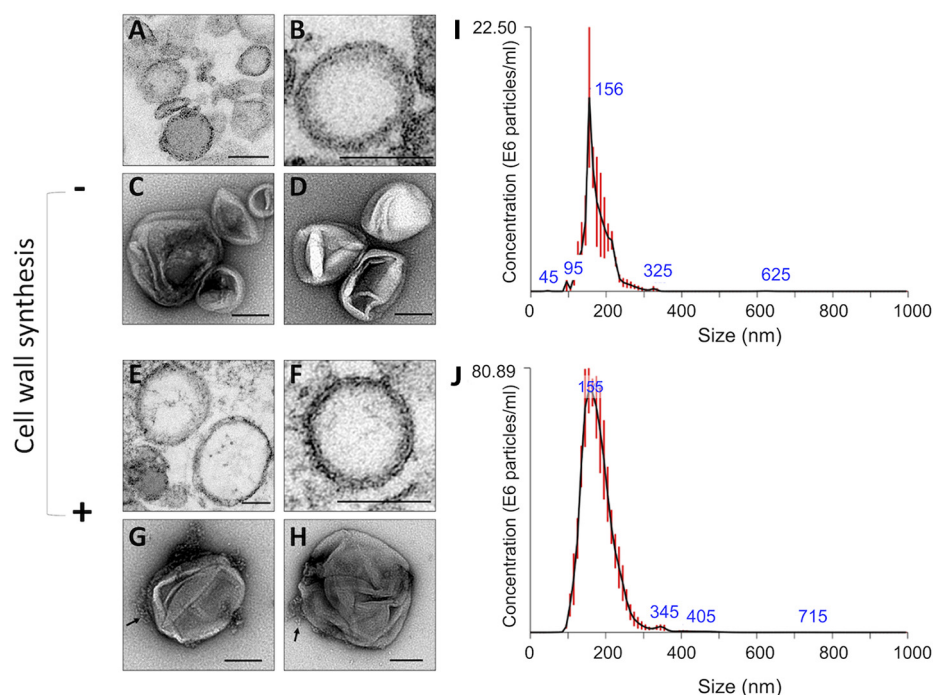 Cell wall synthesis
-
+
A
B
C
D
E
F
G
H
I
22.50
Concentration (E6 particles/ml)
156
45
95
325
625
0
200
400
600
800
1000
Size (nm)
J
80.89
Concentration (E6 particles/ml)
155
345
405
715
0
200
400
600
800
1000
Size (nm)